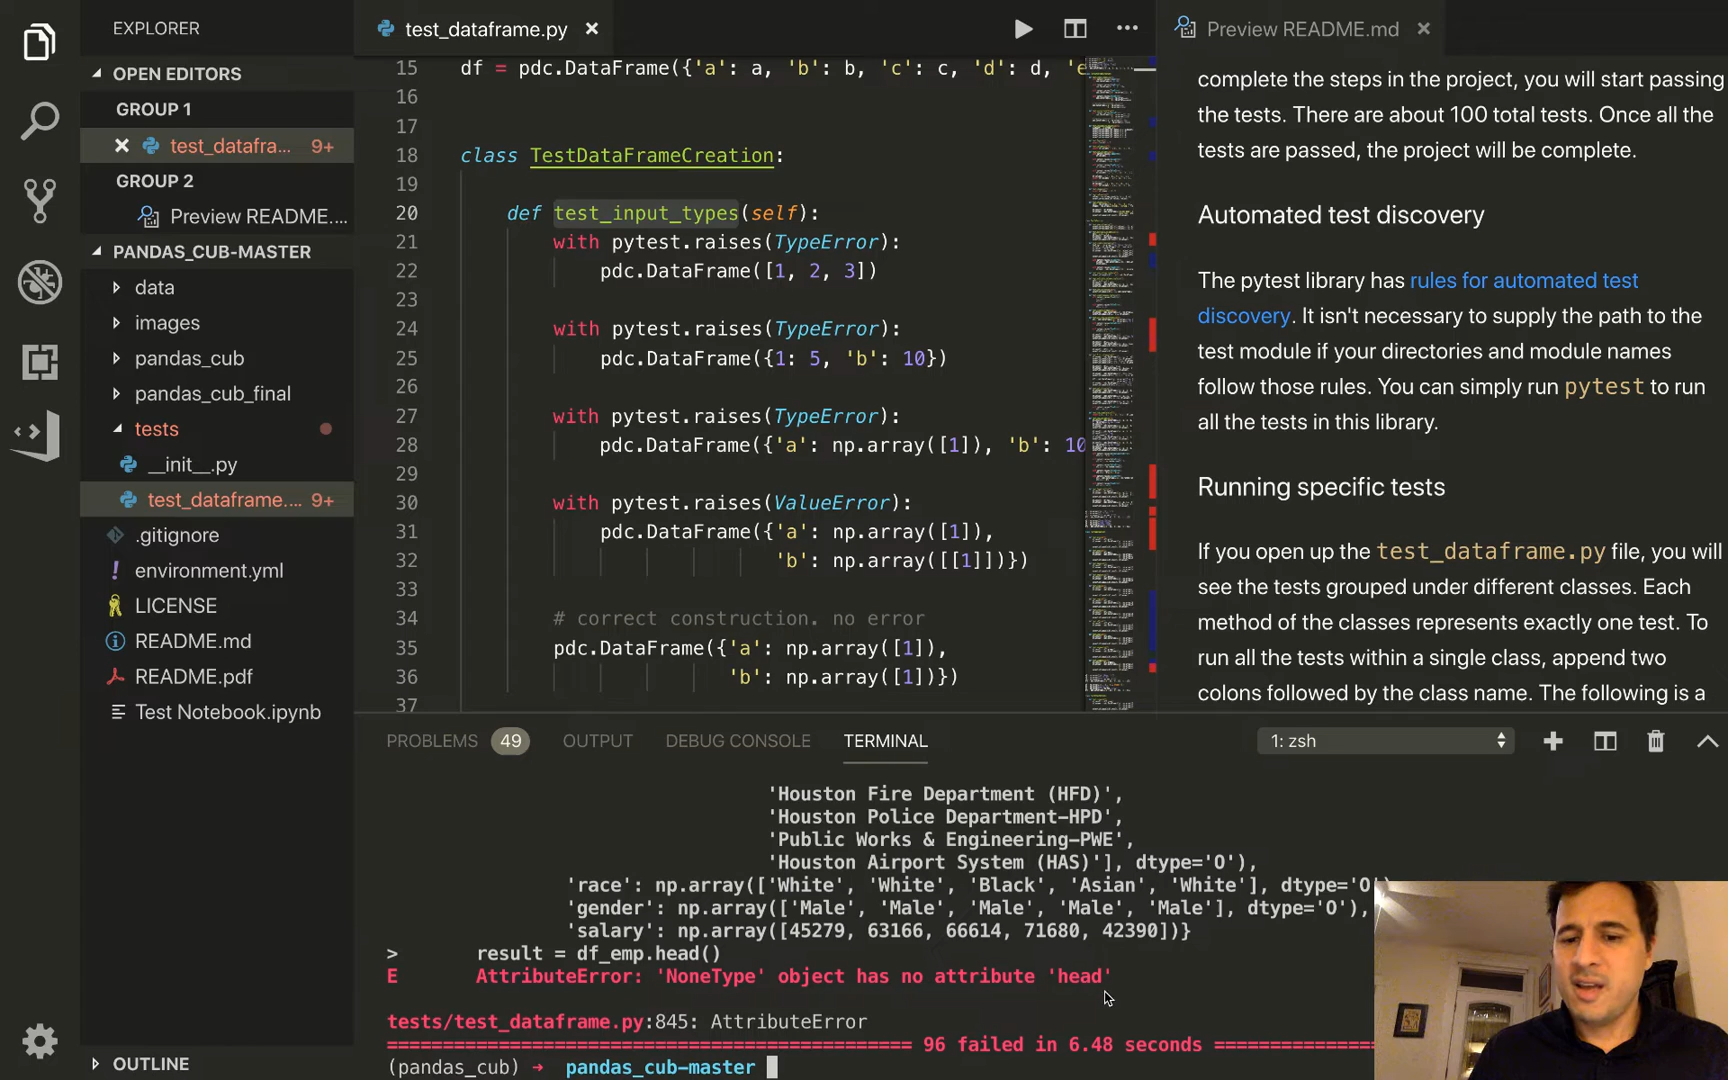 EXPLORER
OPEN EDITORS
GROUP 1
test_datafra... 9+
GROUP 2
Preview README....
PANDAS_CUB-MASTER
data
images
pandas_cub
pandas_cub_final
tests
__init__.py
test_dataframe.... 9+
.gitignore
environment.yml
LICENSE
README.md
README.pdf
Test Notebook.ipynb
OUTLINE
test_dataframe.py
15 df = pdc.DataFrame({'a': a, 'b': b, 'c': c, 'd': d, 'e
16
17
18 class TestDataFrameCreation:
19
20 def test_input_types(self):
21 with pytest.raises(TypeError):
22 pdc.DataFrame([1, 2, 3])
23
24 with pytest.raises(TypeError):
25 pdc.DataFrame({1: 5, 'b': 10})
26
27 with pytest.raises(TypeError):
28 pdc.DataFrame({'a': np.array([1]), 'b': 10
29
30 with pytest.raises(ValueError):
31 pdc.DataFrame({'a': np.array([1]),
32 'b': np.array([[1]])})
33
34 # correct construction. no error
35 pdc.DataFrame({'a': np.array([1]),
36 'b': np.array([1])})
37
Preview README.md
complete the steps in the project, you will start passing
the tests. There are about 100 total tests. Once all the
tests are passed, the project will be complete.
Automated test discovery
The pytest library has rules for automated test
discovery. It isn't necessary to supply the path to the
test module if your directories and module names
follow those rules. You can simply run pytest to run
all the tests in this library.
Running specific tests
If you open up the test_dataframe.py file, you will
see the tests grouped under different classes. Each
method of the classes represents exactly one test. To
run all the tests within a single class, append two
colons followed by the class name. The following is a
PROBLEMS 49 OUTPUT DEBUG CONSOLE TERMINAL 1: zsh
'Houston Fire Department (HFD)',
'Houston Police Department-HPD',
'Public Works & Engineering-PWE',
'Houston Airport System (HAS)'], dtype='O'),
'race': np.array(['White', 'White', 'Black', 'Asian', 'White'], dtype='O'),
'gender': np.array(['Male', 'Male', 'Male', 'Male', 'Male'], dtype='O'),
'salary': np.array([45279, 63166, 66614, 71680, 42390])}
> result = df_emp.head()
E AttributeError: 'NoneType' object has no attribute 'head'
tests/test_dataframe.py:845: AttributeError
============================================ 96 failed in 6.48 seconds ===============
(pandas_cub) → pandas_cub-master